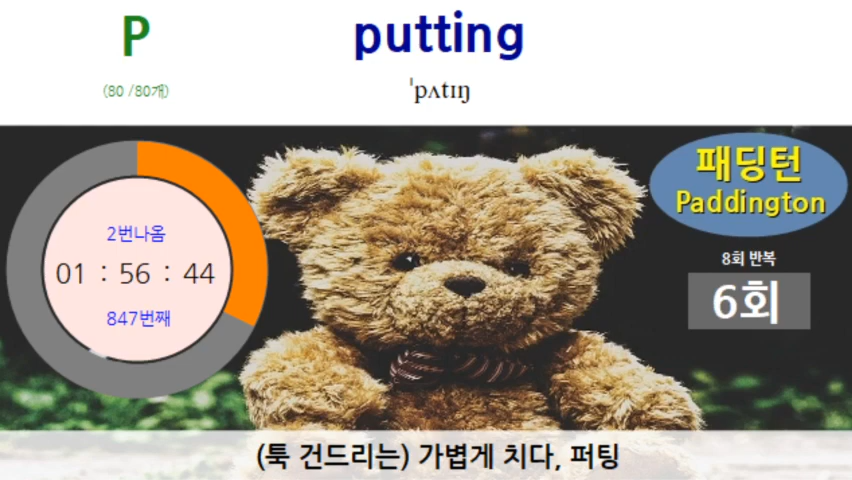 P
putting
(80 /80개)
ˈpʌtɪŋ
패딩턴
Paddington
2번나옴
01 : 56 : 44
847번째
8회 반복
6회
(툭 건드리는) 가볍게 치다, 퍼팅